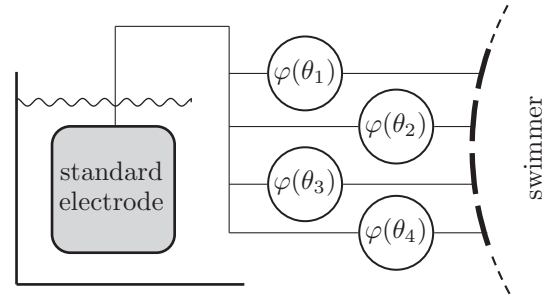 φ(θ₁)
φ(θ₂)
standard
electrode
φ(θ₃)
φ(θ₄)
swimmer